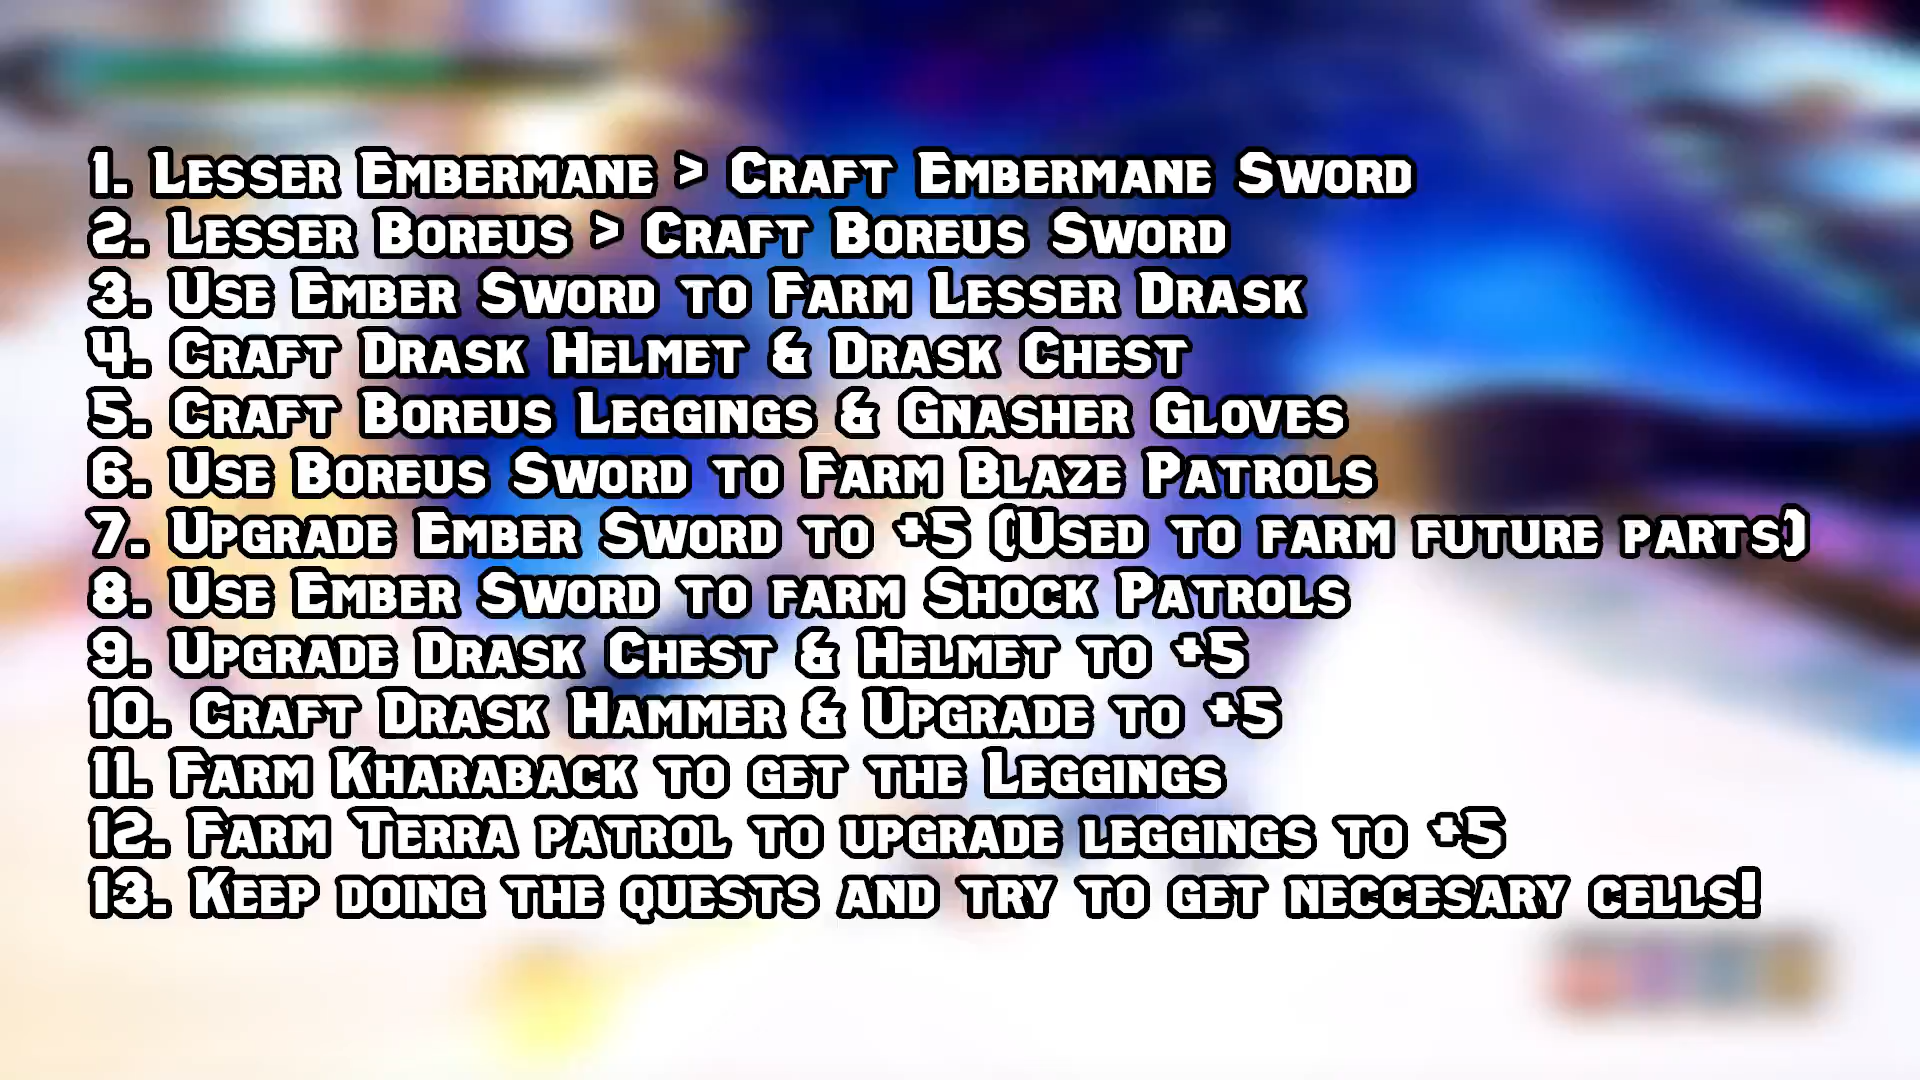 1. Lesser Embermane > Craft Embermane Sword
2. Lesser Boreus > Craft Boreus Sword
3. Use Ember Sword to Farm Lesser Drask
4. Craft Drask Helmet & Drask Chest
5. Craft Boreus Leggings & Gnasher Gloves
6. Use Boreus Sword to Farm Blaze Patrols
7. Upgrade Ember Sword to +5 (Used to farm future parts)
8. Use Ember Sword to farm Shock Patrols
9. Upgrade Drask Chest & Helmet to +5
10. Craft Drask Hammer & Upgrade to +5
11. Farm Kharaback to get the Leggings
12. Farm Terra patrol to upgrade leggings to +5
13. Keep doing the quests and try to get neccesary cells!